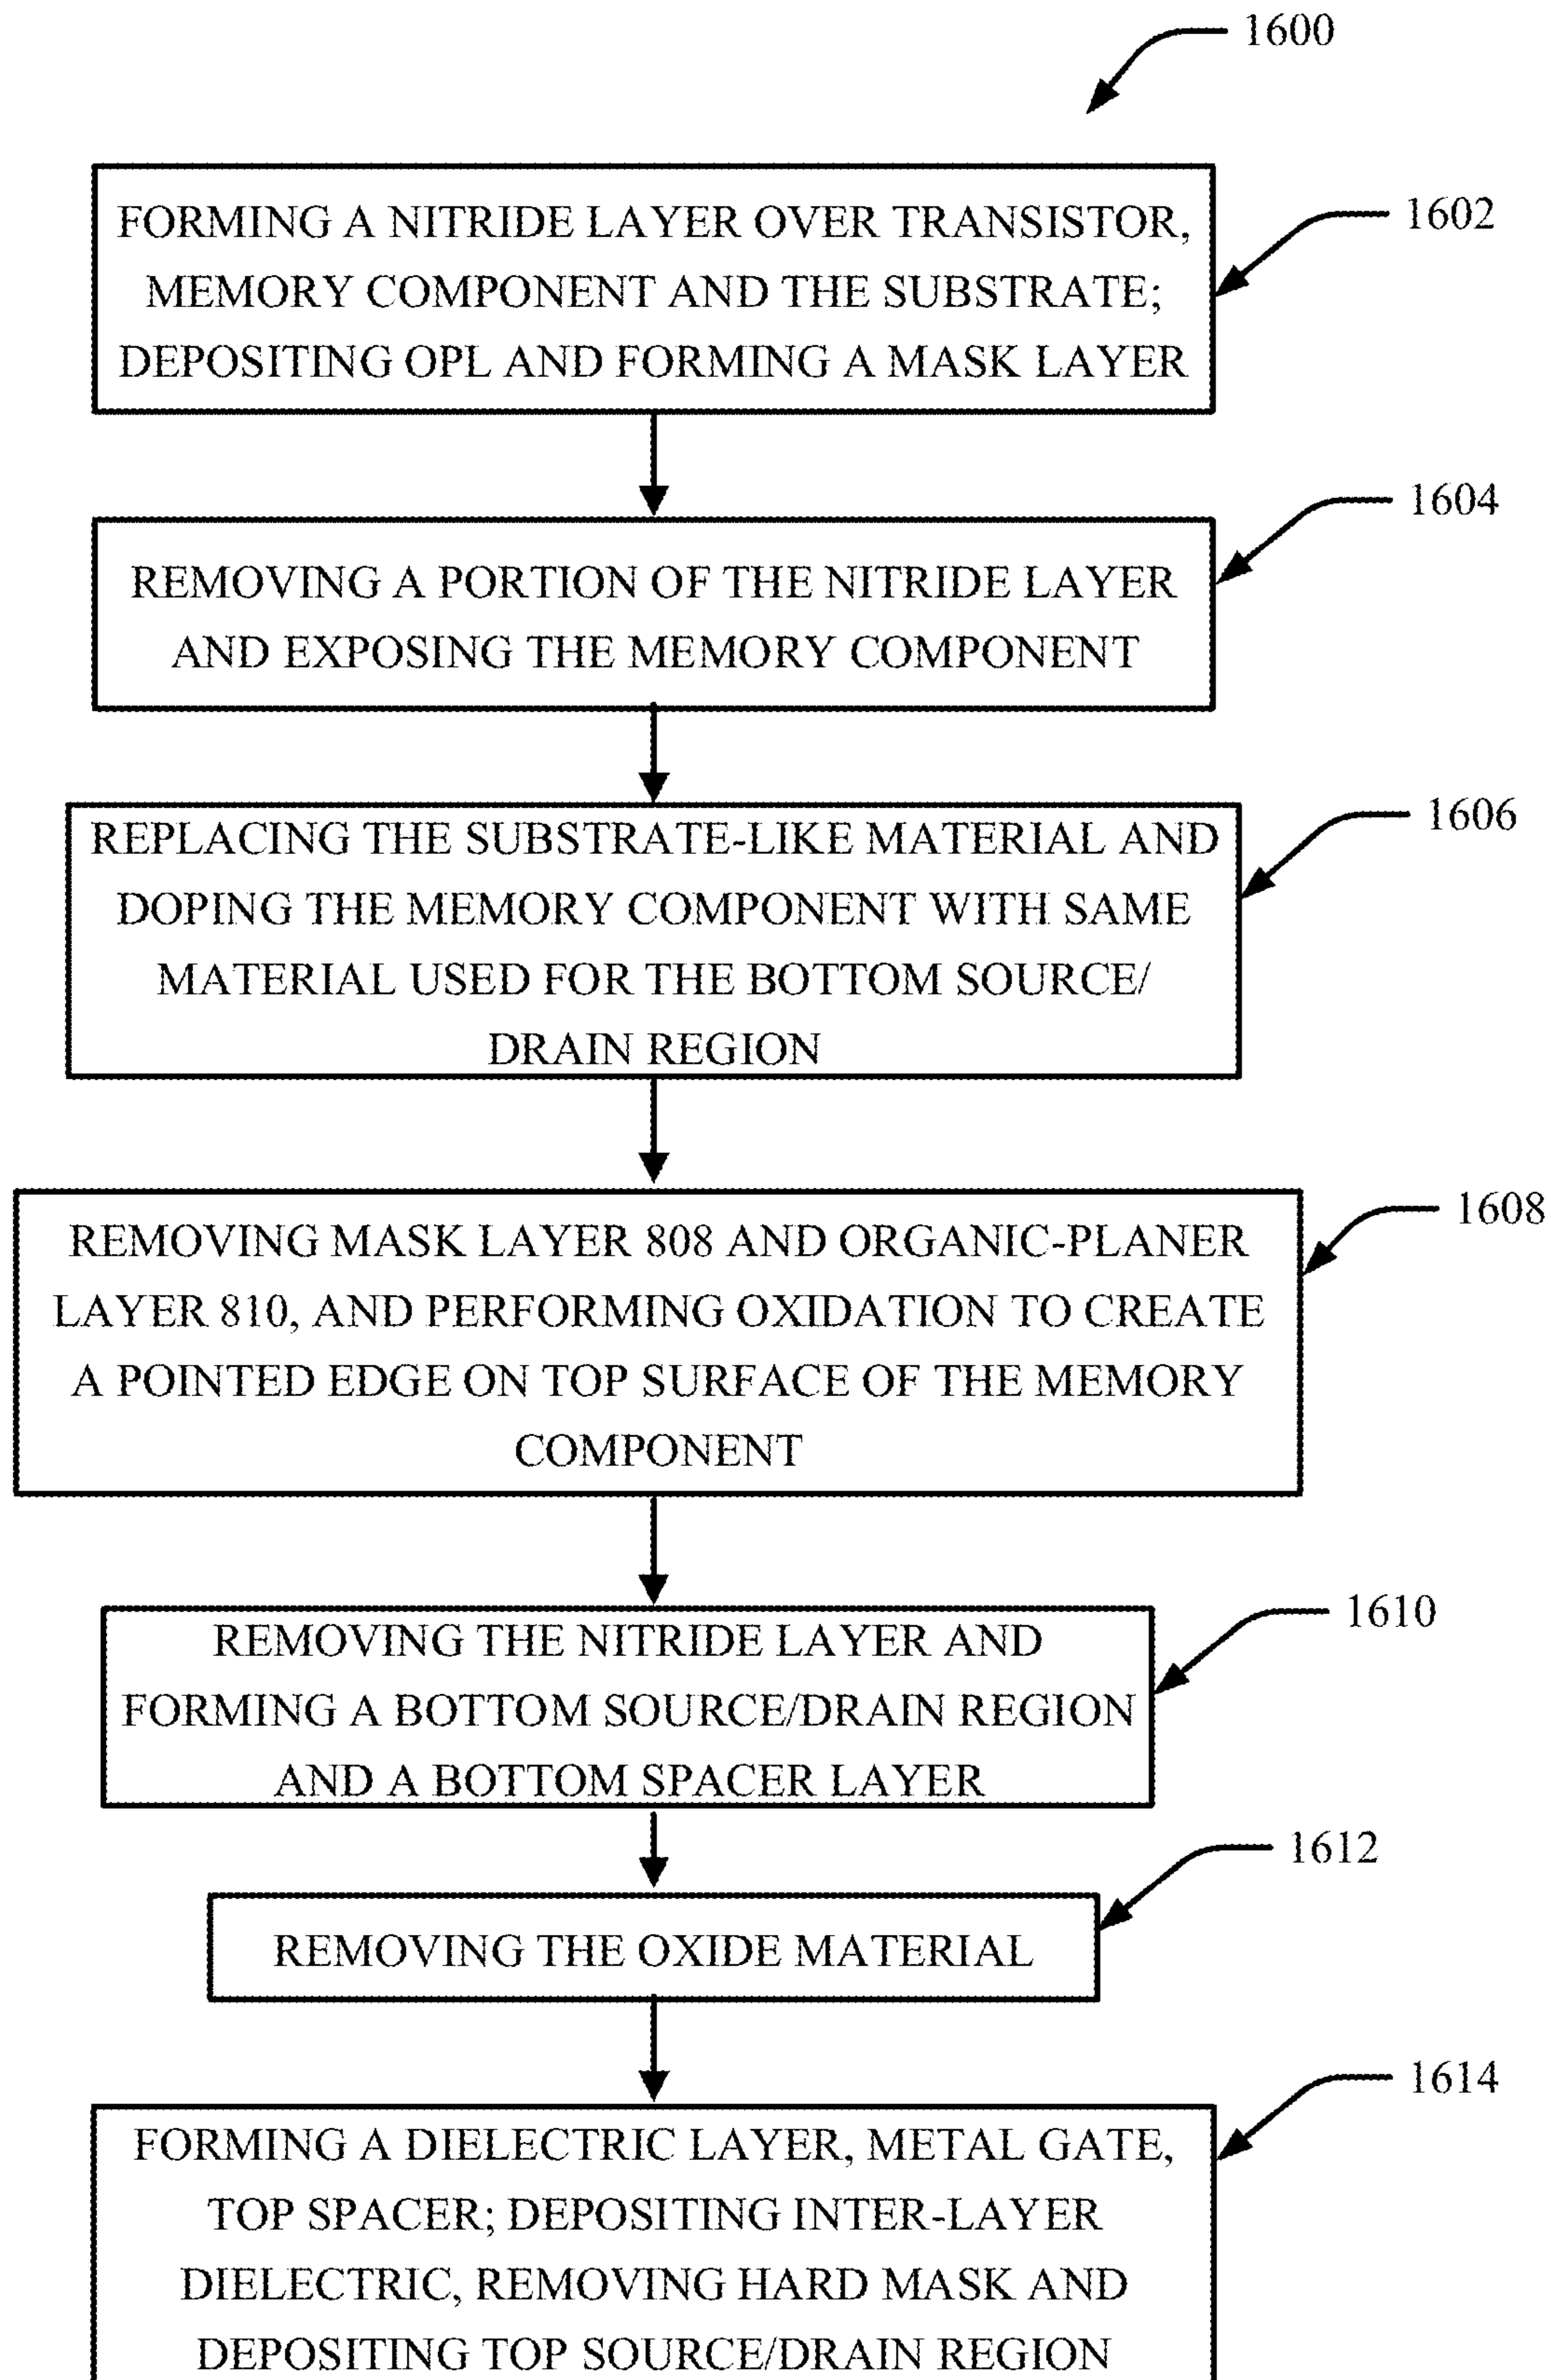 1600
FORMING A NITRIDE LAYER OVER TRANSISTOR,
MEMORY COMPONENT AND THE SUBSTRATE;
DEPOSITING OPL AND FORMING A MASK LAYER
1602
REMOVING A PORTION OF THE NITRIDE LAYER
AND EXPOSING THE MEMORY COMPONENT
1604
REPLACING THE SUBSTRATE-LIKE MATERIAL AND
DOPING THE MEMORY COMPONENT WITH SAME
MATERIAL USED FOR THE BOTTOM SOURCE/
DRAIN REGION
1606
REMOVING MASK LAYER 808 AND ORGANIC-PLANER
LAYER 810, AND PERFORMING OXIDATION TO CREATE
A POINTED EDGE ON TOP SURFACE OF THE MEMORY
COMPONENT
1608
REMOVING THE NITRIDE LAYER AND
FORMING A BOTTOM SOURCE/DRAIN REGION
AND A BOTTOM SPACER LAYER
1610
REMOVING THE OXIDE MATERIAL
1612
FORMING A DIELECTRIC LAYER, METAL GATE,
TOP SPACER; DEPOSITING INTER-LAYER
DIELECTRIC, REMOVING HARD MASK AND
DEPOSITING TOP SOURCE/DRAIN REGION
1614